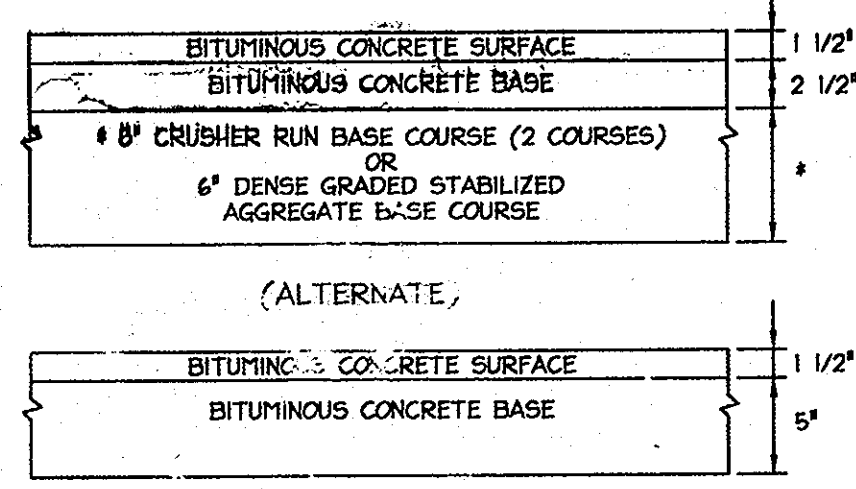 BITUMINOUS CONCRETE SURFACE
1 1/2"
BITUMINOUS CONCRETE BASE
2 1/2"
* 8" CRUSHER RUN BASE COURSE (2 COURSES)
OR
6" DENSE GRADED STABILIZED
AGGREGATE BASE COURSE
*
(ALTERNATE)
BITUMINOUS CONCRETE SURFACE
1 1/2"
BITUMINOUS CONCRETE BASE
5"